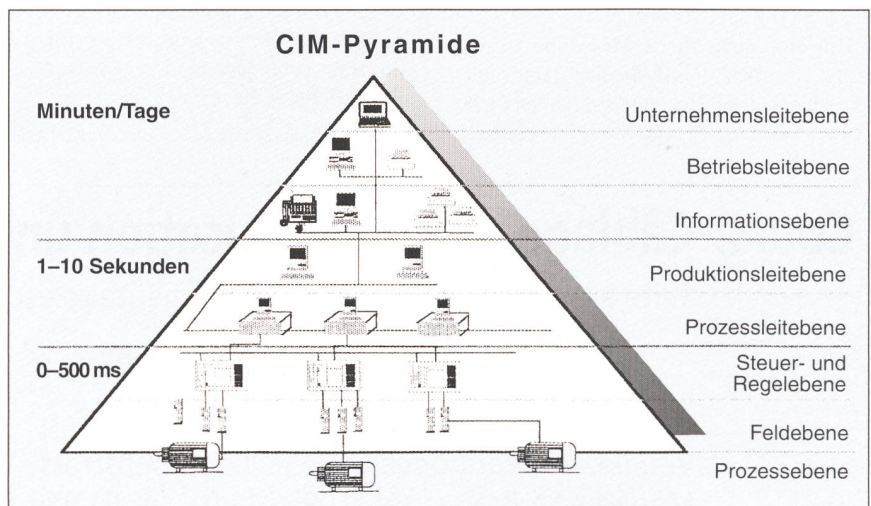 CIM-Pyramide
Minuten/Tage
Unternehmensleitebene
Betriebsleitebene
Informationsebene
1–10 Sekunden
Produktionsleitebene
Prozessleitebene
0–500 ms
Steuer- und
Regelebene
Feldebene
Prozessebene